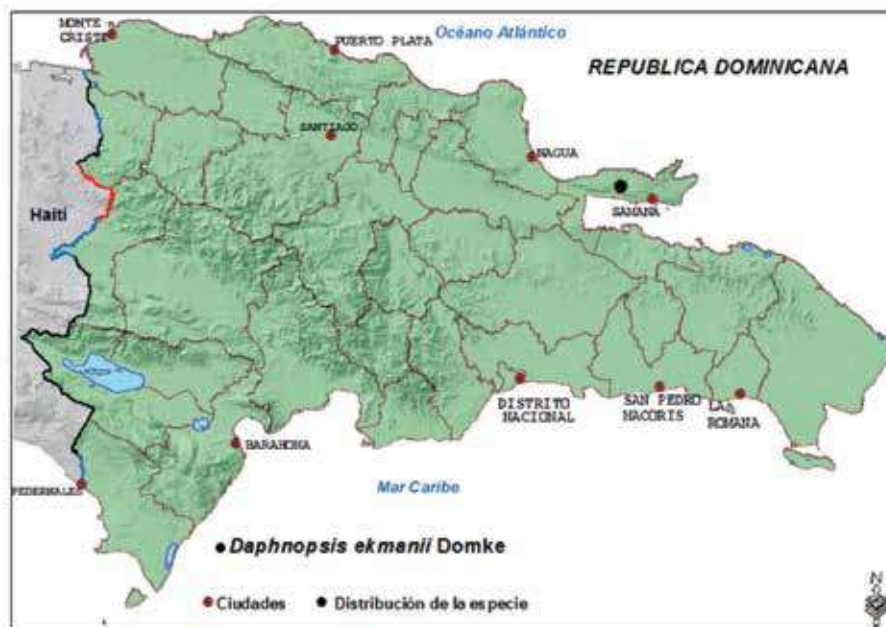 MONTE
CRISTI
PUERTO PLATA
Océano Atlántico
REPUBLICA DOMINICANA
SANTIAGO
NAGUA
SAMANA
Haití
DISTRITO
NACIONAL
SAN PEDRO
MACORIS
LA
ROMANA
BARAHONA
PEDERNALES
Mar Caribe
Daphnopsis ekmanii Domke
Ciudades
Distribución de la especie
N